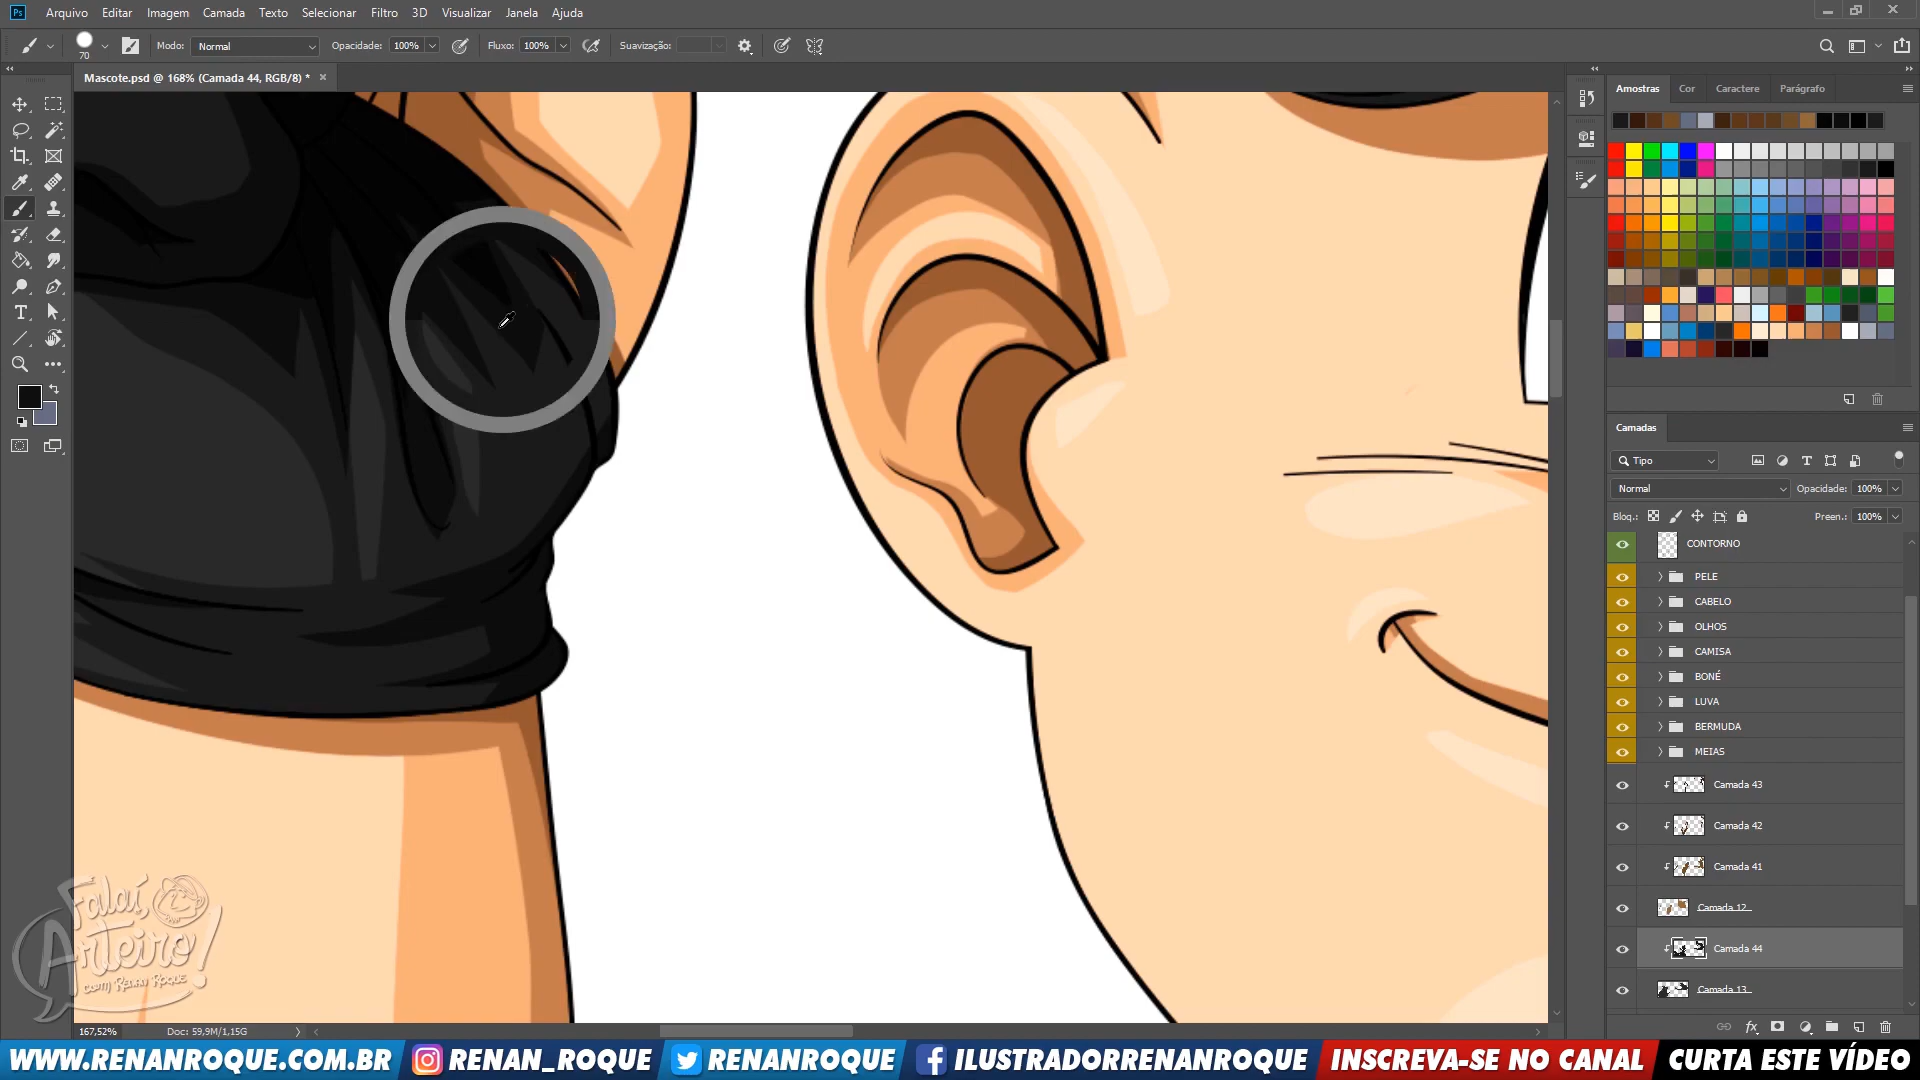 Ps Arquivo Editar Imagem Camada Texto Selecionar Filtro 3D Visualizar Janela Ajuda
70 Modo: Normal Opacidade: 100% Fluxo: 100% Suavização:
Mascote.psd @ 168% (Camada 44, RGB/8) * ×
Amostras Cor Caractere Parágrafo
Camadas
Tipo
Normal Opacidade: 100%
Bloq.: Preen.: 100%
CONTORNO
PELE
CABELO
OLHOS
CAMISA
BONÉ
LUVA
BERMUDA
MEIAS
Camada 43
Camada 42
Camada 41
Camada 12
Camada 44
Camada 13
Falaí,
Arteiro!
com Renan Roque
167,52% Doc: 59,9M/1,15G
WWW.RENANROQUE.COM.BR RENAN_ROQUE RENANROQUE ILUSTRADORRENANROQUE INSCREVA-SE NO CANAL CURTA ESTE VÍDEO